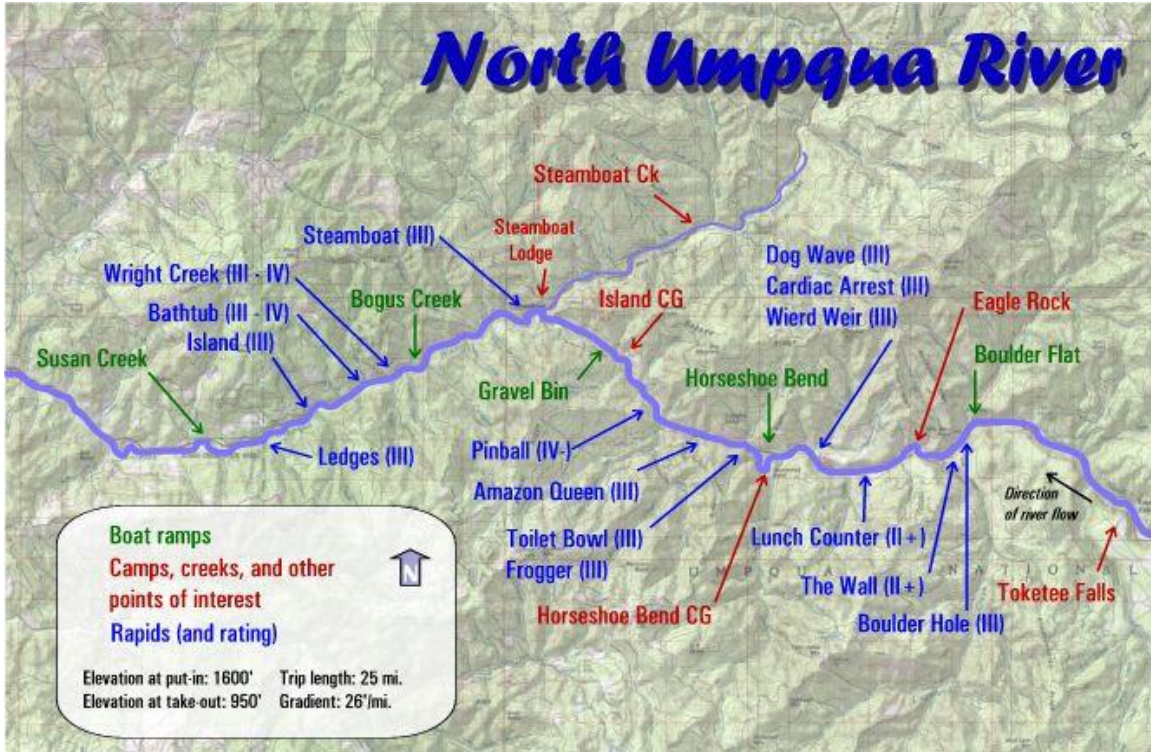 North Umpqua River
Steamboat Ck
Steamboat (III)
Steamboat
Lodge
Dog Wave (III)
Cardiac Arrest (III)
Wierd Weir (III)
Wright Creek (III - IV)
Bogus Creek
Island CG
Eagle Rock
Bathtub (III - IV)
Island (III)
Susan Creek
Gravel Bin
Horseshoe Bend
Boulder Flat
Ledges (III)
Pinball (IV-)
Amazon Queen (III)
Direction
of river flow
Toilet Bowl (III)
Frogger (III)
Lunch Counter (II+)
The Wall (II+)
UMPQUA NATIONAL
Toketee Falls
Horseshoe Bend CG
Boulder Hole (III)
Boat ramps
Camps, creeks, and other
points of interest
N
Rapids (and rating)
Elevation at put-in: 1600' Trip length: 25 mi.
Elevation at take-out: 950' Gradient: 26'/mi.